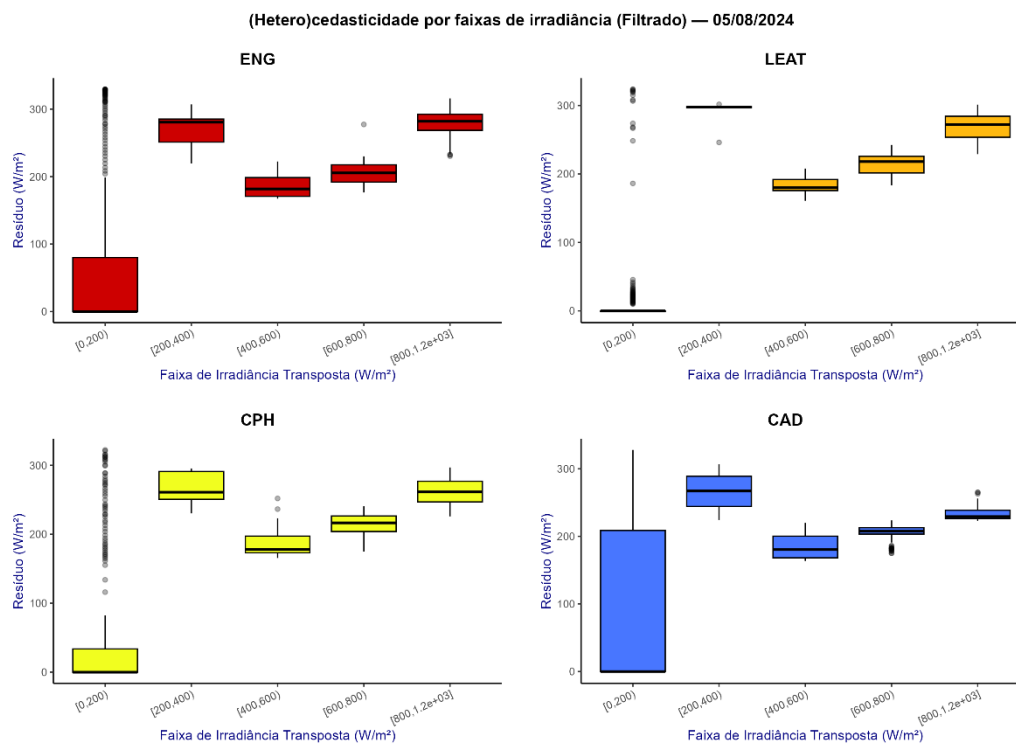 (Hetero)cedasticidade por faixas de irradiância (Filtrado) — 05/08/2024
ENG
Resíduo (W/m²)
300
200
100
0
[0,200)
[200,400)
[400,600)
[600,800)
[800,1.2e+03]
Faixa de Irradiância Transposta (W/m²)
LEAT
Resíduo (W/m²)
300
200
100
0
[0,200)
[200,400)
[400,600)
[600,800)
[800,1.2e+03]
Faixa de Irradiância Transposta (W/m²)
CPH
Resíduo (W/m²)
300
200
100
0
[0,200)
[200,400)
[400,600)
[600,800)
[800,1.2e+03]
Faixa de Irradiância Transposta (W/m²)
CAD
Resíduo (W/m²)
300
200
100
0
[0,200)
[200,400)
[400,600)
[600,800)
[800,1.2e+03]
Faixa de Irradiância Transposta (W/m²)